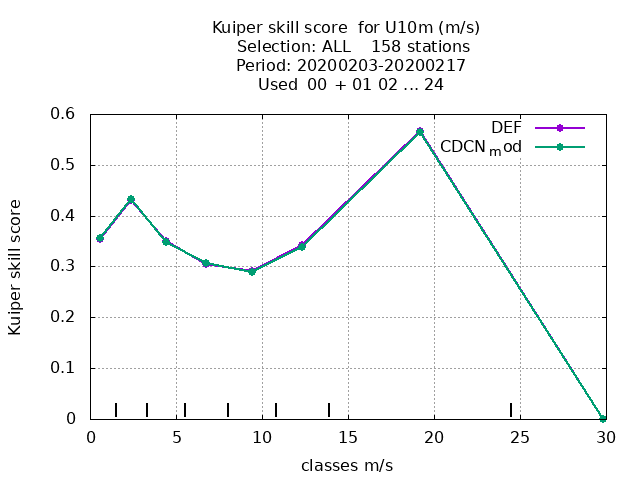 Kuiper skill score  for U10m (m/s)
Selection: ALL    158 stations
Period: 20200203-20200217
Used  00  + 01 02 ... 24
DEF
CDCNmod
Kuiper skill score
0.6
0.5
0.4
0.3
0.2
0.1
0
0 5 10 15 20 25 30
classes m/s